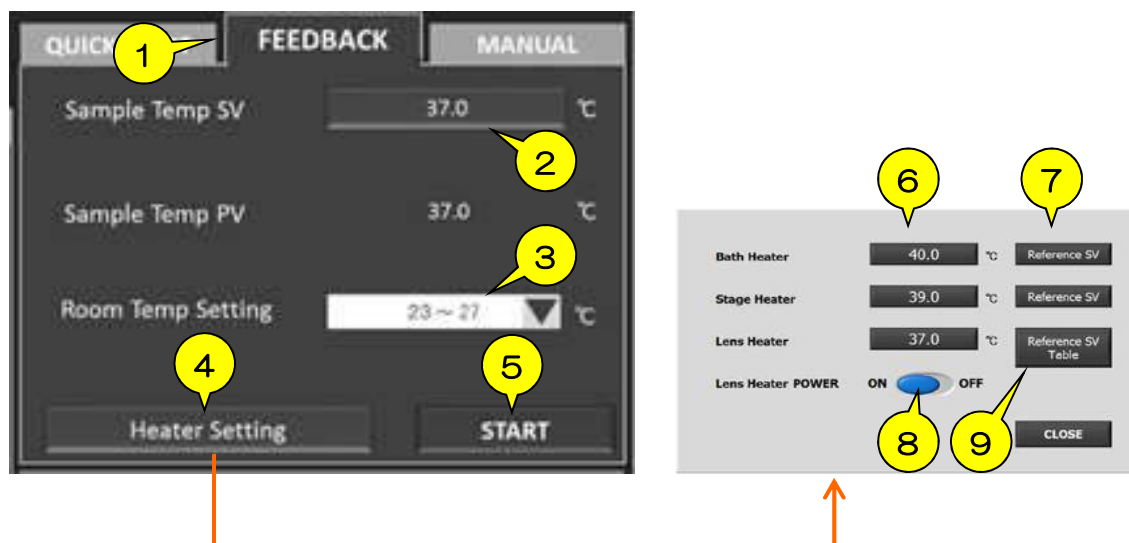 FEEDBACK MANUAL
1
Sample Temp SV 37.0 ℃
2
Sample Temp PV 37.0 ℃
3
Room Temp Setting 23～27 ℃
4 5
Heater Setting START
6 7
Bath Heater 40.0 ℃ Reference SV
Stage Heater 39.0 ℃ Reference SV
Lens Heater 37.0 ℃ Reference SV
Table
Lens Heater POWER ON OFF
8 9
CLOSE